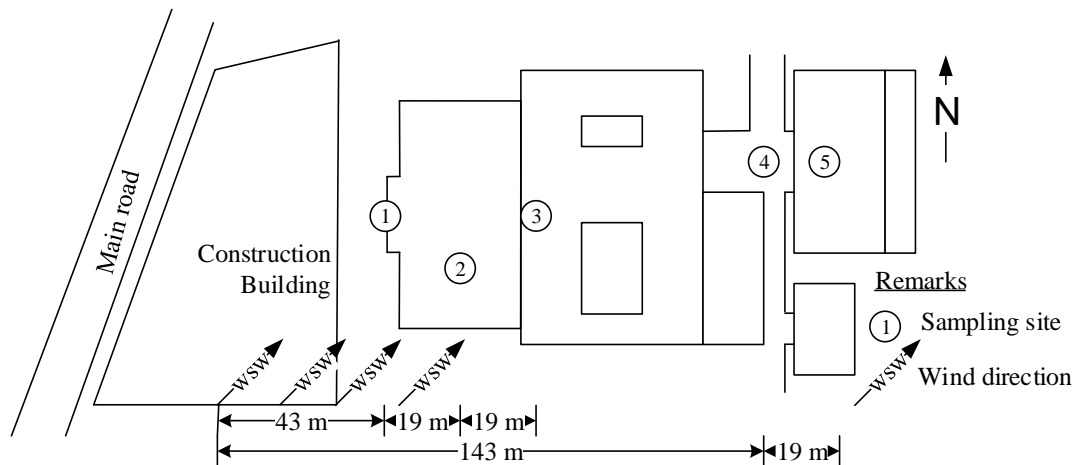 Main road
Construction
Building
1
2
3
4
5
N
Remarks
1 Sampling site
wsw Wind direction
wsw
wsw
wsw
wsw
43 m
19 m
19 m
143 m
19 m